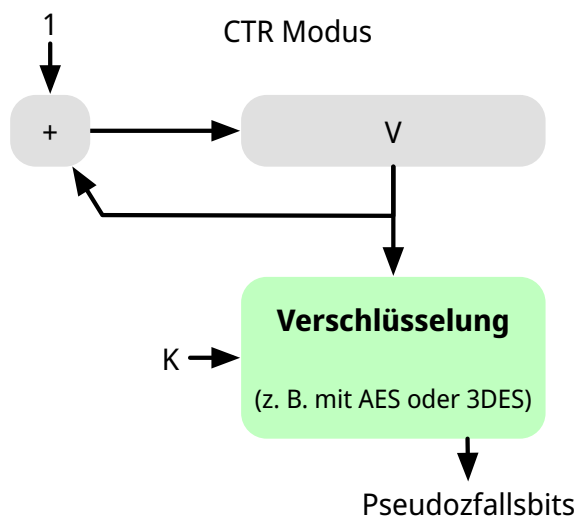 1
CTR Modus
+
V
Verschlüsselung
K
(z. B. mit AES oder 3DES)
Pseudozfallsbits